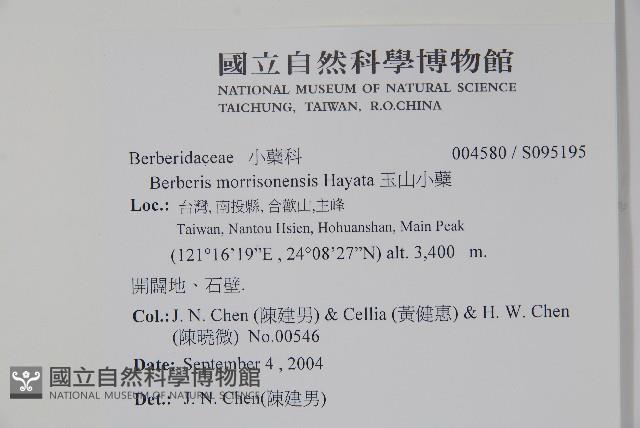 國立自然科學博物館
NATIONAL MUSEUM OF NATURAL SCIENCE
TAICHUNG, TAIWAN, R.O.CHINA
Berberidaceae 小蘗科 004580 / S095195
Berberis morrisonensis Hayata 玉山小蘗
Loc.: 台灣, 南投縣, 合歡山,主峰
Taiwan, Nantou Hsien, Hohuanshan, Main Peak
(121°16'19"E , 24°08'27"N) alt. 3,400 m.
開闊地、石壁.
Col.: J. N. Chen (陳建男) & Cellia (黃健惠) & H. W. Chen
(陳曉微) No.00546
Date: September 4 , 2004
Det.: J. N. Chen(陳建男)
國立自然科學博物館
NATIONAL MUSEUM OF NATURAL SCIENCE